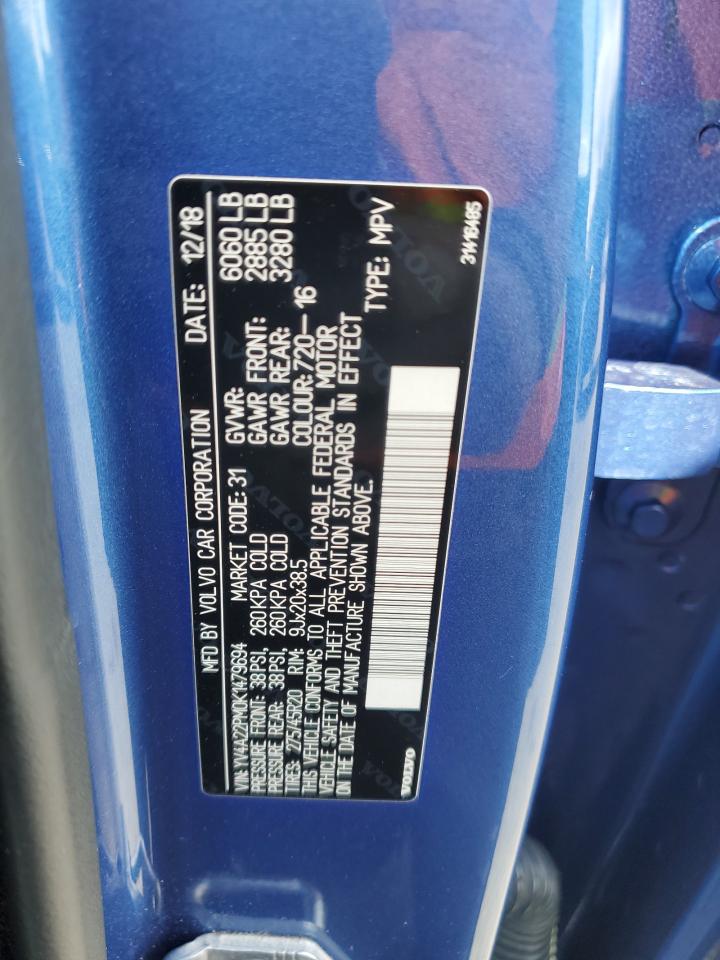 MFD BY VOLVO CAR CORPORATION DATE: 12/18
VIN: YV4A22PM0K1479694 MARKET CODE: 31 GVWR: 6060 LB
PRESSURE FRONT: 38PSI, 260KPA COLD GAWR FRONT: 2885 LB
PRESSURE REAR: 38PSI, 260KPA COLD GAWR REAR: 3280 LB
TIRES: 275/45R20 RIM: 9Jx20x38.5 COLOUR: 720—16
THIS VEHICLE CONFORMS TO ALL APPLICABLE FEDERAL MOTOR
VEHICLE SAFETY AND THEFT PREVENTION STANDARDS IN EFFECT
ON THE DATE OF MANUFACTURE SHOWN ABOVE. TYPE: MPV
VOLVO 31416485